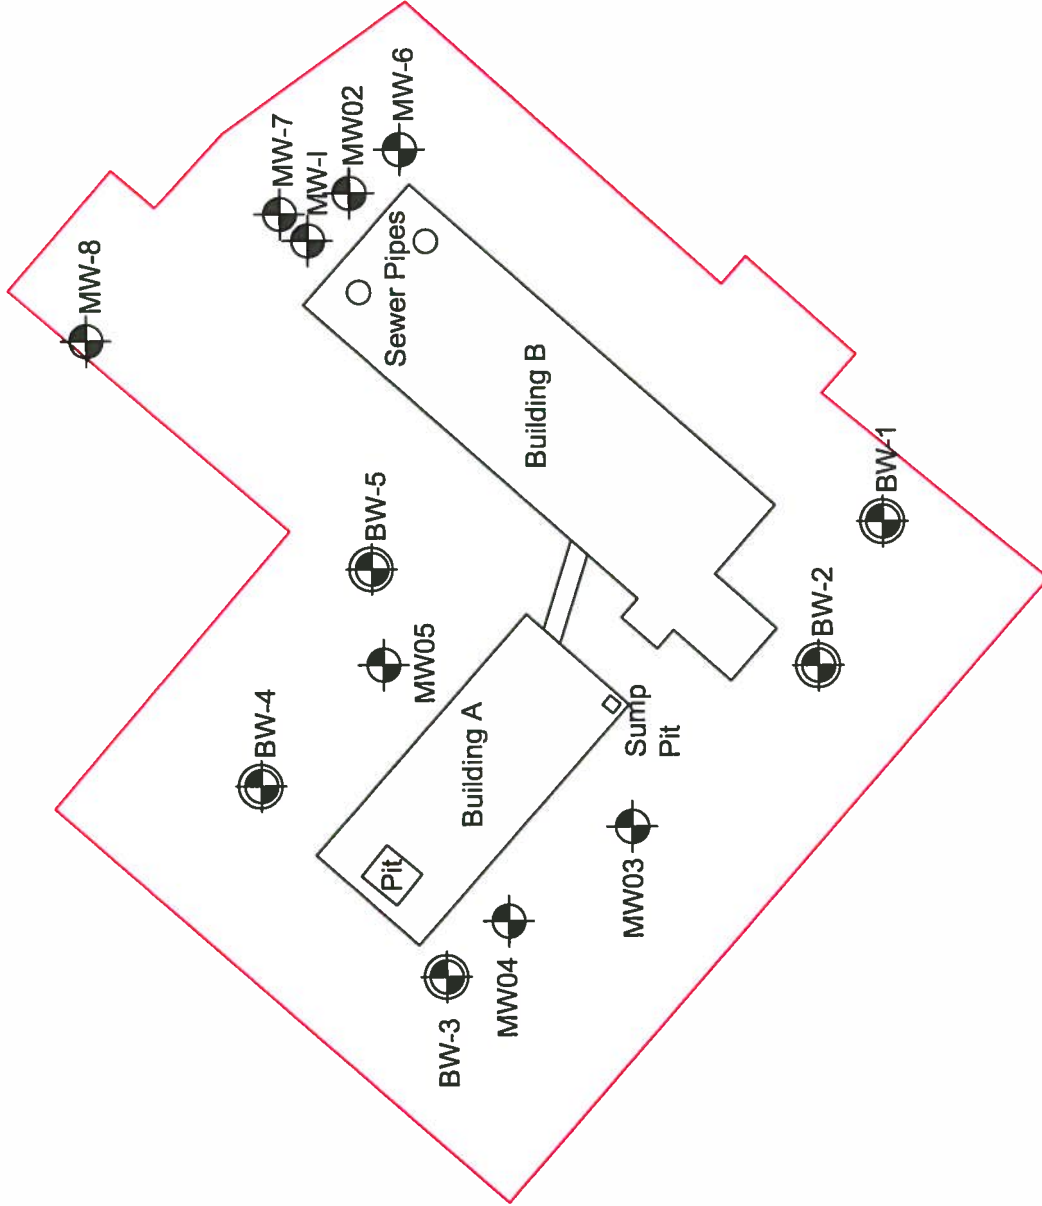 MW-8
MW-7
MW-I
MW02
MW-6
Sewer Pipes
Building B
BW-5
BW-4
MW05
Building A
Pit
Sump
Pit
BW-1
BW-2
MW03
MW04
BW-3